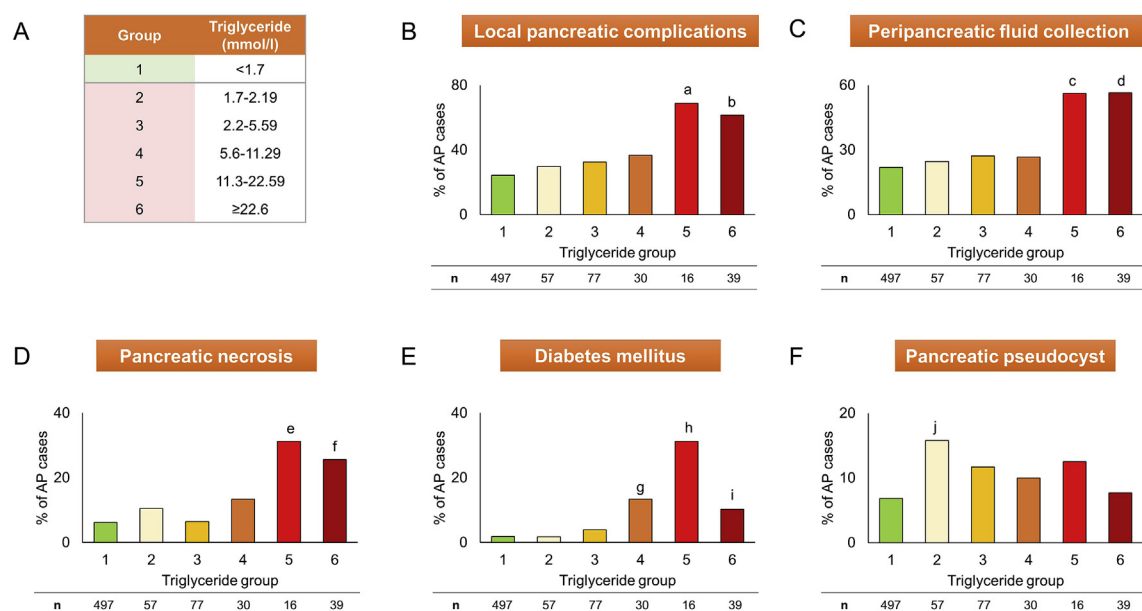 A
Group Triglyceride (mmol/l)
1 <1.7
2 1.7-2.19
3 2.2-5.59
4 5.6-11.29
5 11.3-22.59
6 ≥22.6
B
Local pancreatic complications
% of AP cases
80
40
0
a
b
1 2 3 4 5 6
Triglyceride group
n 497 57 77 30 16 39
C
Peripancreatic fluid collection
% of AP cases
60
30
0
c
d
1 2 3 4 5 6
Triglyceride group
n 497 57 77 30 16 39
D
Pancreatic necrosis
% of AP cases
40
20
0
e
f
1 2 3 4 5 6
Triglyceride group
n 497 57 77 30 16 39
E
Diabetes mellitus
% of AP cases
40
20
0
g
h
i
1 2 3 4 5 6
Triglyceride group
n 497 57 77 30 16 39
F
Pancreatic pseudocyst
% of AP cases
20
10
0
j
1 2 3 4 5 6
Triglyceride group
n 497 57 77 30 16 39